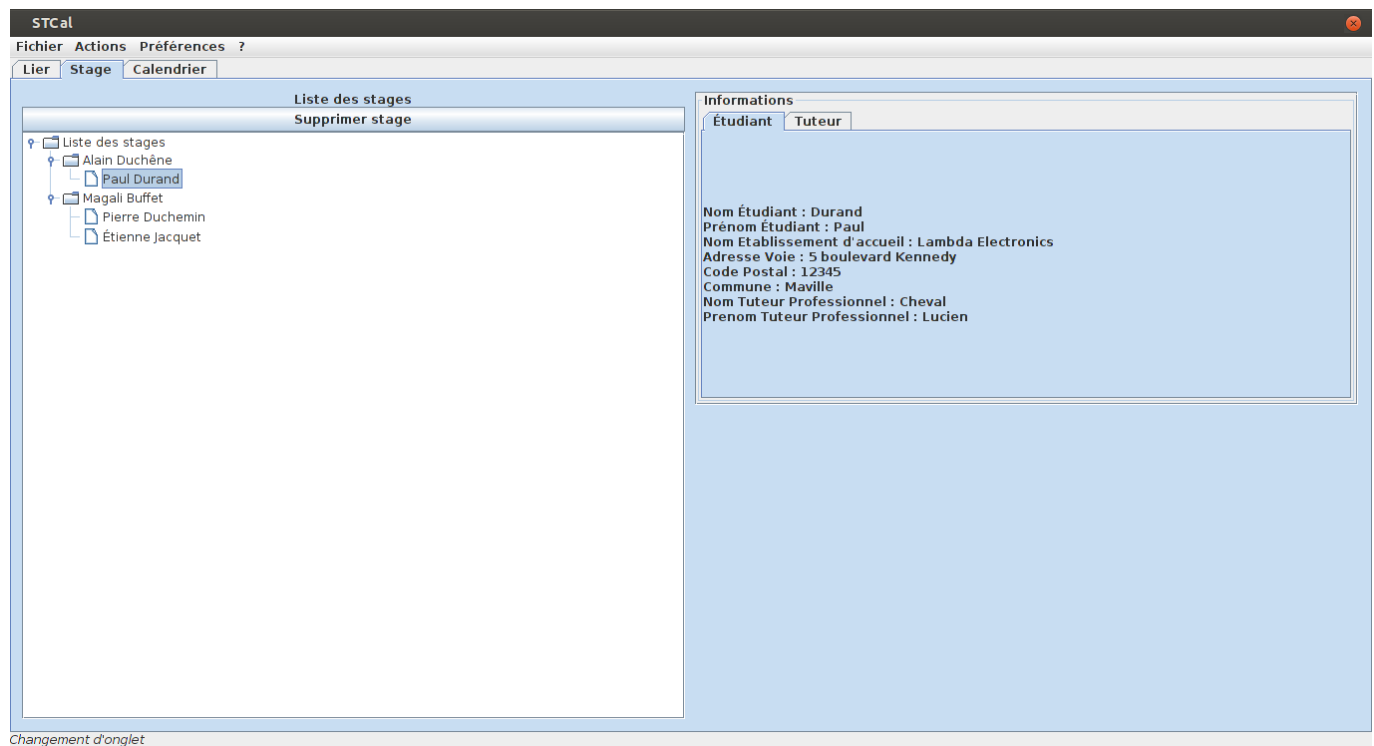 STCal
Fichier Actions Préférences ?
Lier Stage Calendrier
Liste des stages
Supprimer stage
Liste des stages
Alain Duchêne
Paul Durand
Magali Buffet
Pierre Duchemin
Étienne Jacquet
Informations
Étudiant Tuteur
Nom Étudiant : Durand
Prénom Étudiant : Paul
Nom Etablissement d'accueil : Lambda Electronics
Adresse Voie : 5 boulevard Kennedy
Code Postal : 12345
Commune : Maville
Nom Tuteur Professionnel : Cheval
Prenom Tuteur Professionnel : Lucien
Changement d'onglet